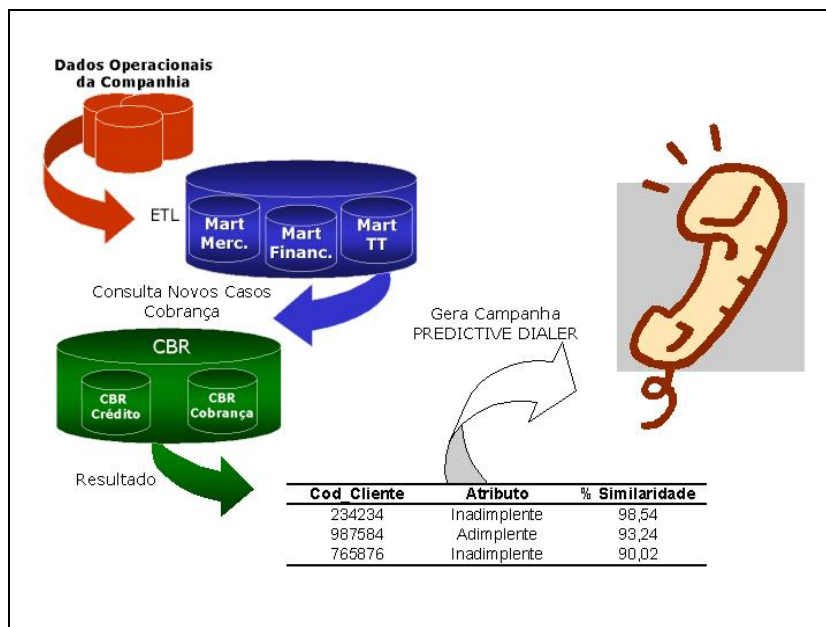 Dados Operacionais
da Companhia
ETL
Mart
Merc.
Mart
Financ.
Mart
TT
Consulta Novos Casos
Cobrança
Gera Campanha
PREDICTIVE DIALER
CBR
CBR
Crédito
CBR
Cobrança
Resultado
Cod_Cliente Atributo % Similaridade
234234 Inadimplente 98,54
987584 Adimplente 93,24
765876 Inadimplente 90,02